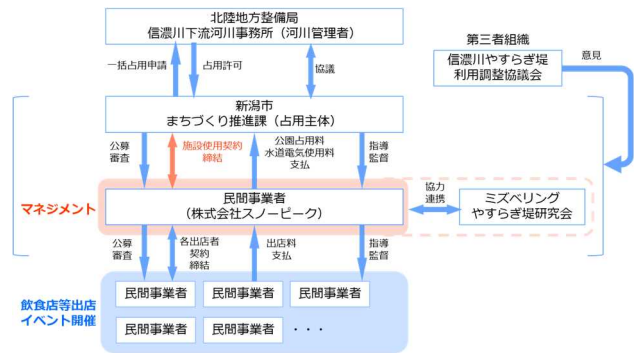 北陸地方整備局
信濃川下流河川事務所（河川管理者）
第三者組織
信濃川やすらぎ堤
利用調整協議会
意見
一括占用申請
占用許可
協議
新潟市
まちづくり推進課（占用主体）
公募
審査
施設使用契約
締結
公園占用料
水道電気使用料
支払
指導
監督
マネジメント
民間事業者
（株式会社スノーピーク）
協力
連携
ミズベリング
やすらぎ堤研究会
公募
審査
各出店者
契約
締結
出店料
支払
指導
監督
飲食店等出店
イベント開催
民間事業者
民間事業者
民間事業者
民間事業者
民間事業者
・・・